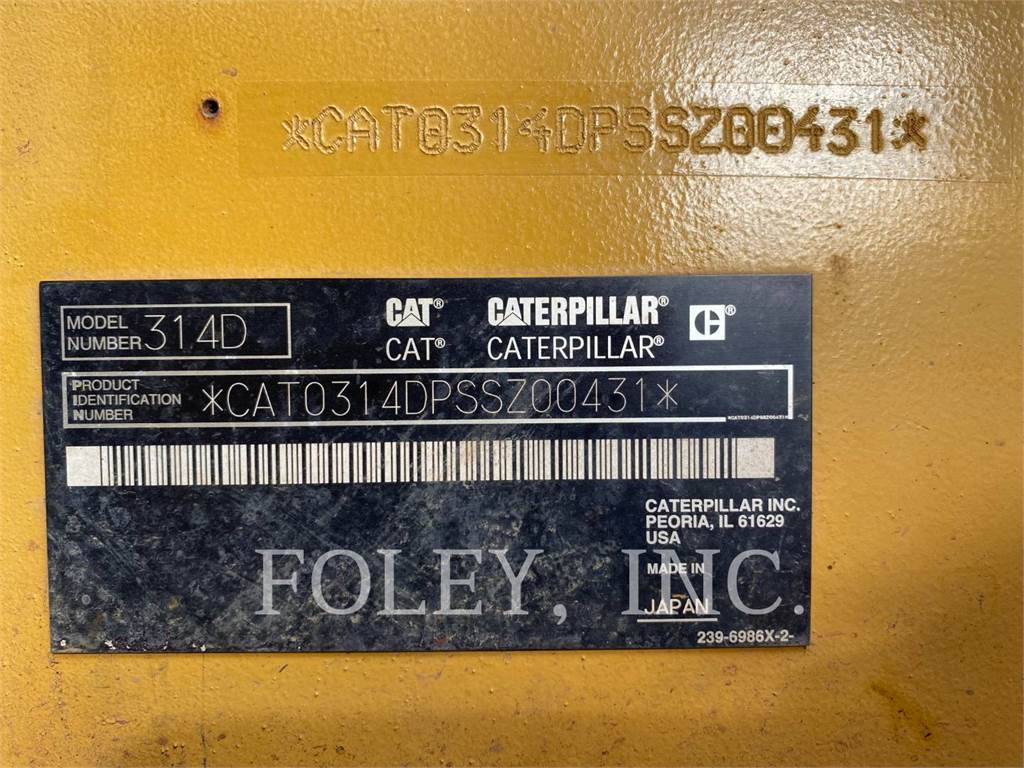 *CAT0314DPSSZ00431*
MODEL NUMBER 314D
CAT® CATERPILLAR® C®
CAT® CATERPILLAR®
PRODUCT IDENTIFICATION NUMBER *CAT0314DPSSZ00431*
*CAT0314DPSSZ00431*
CATERPILLAR INC.
PEORIA, IL 61629
USA
MADE IN
JAPAN
FOLEY, INC.
239-6986X-2-